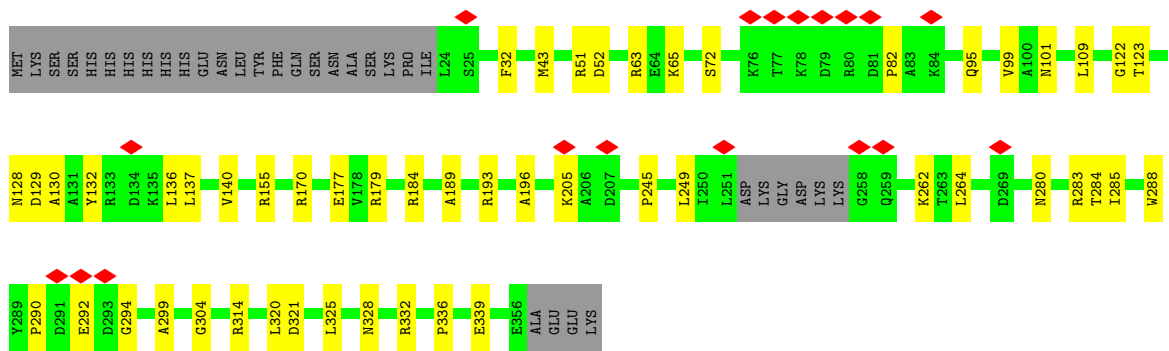 MET LYS SER SER HIS HIS HIS HIS HIS HIS GLU ASN LEU TYR PHE GLN SER ASN ALA SER LYS PRO ILE L24 S25 F32 M43 R51 D52 R63 E64 K65 S72 K76 T77 K78 D79 R80 D81 P82 A83 K84 Q95 V99 A100 N101 L109 G122 T123
N128 D129 A130 A131 Y132 R133 D134 K135 L136 L137 V140 R155 R170 E177 V178 R179 R184 A189 R193 A196 K205 A206 D207 P245 L249 I250 L251 ASP LYS GLY ASP LYS LYS G258 Q259 K262 T263 L264 D269 N280 R283 T284 I285 W288
Y289 P290 D291 E292 D293 G294 A299 G304 R314 L320 D321 L325 N328 R332 P336 E339 E356 ALA GLU GLU LYS